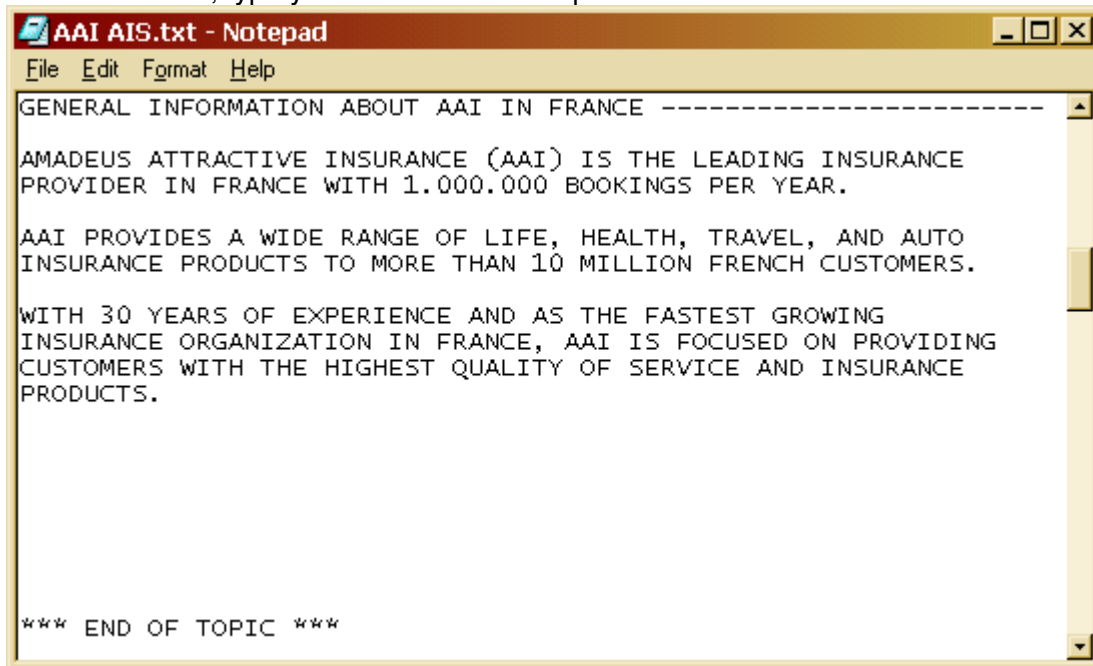 AAI AIS.txt - Notepad
File Edit Format Help
GENERAL INFORMATION ABOUT AAI IN FRANCE ------------------------
AMADEUS ATTRACTIVE INSURANCE (AAI) IS THE LEADING INSURANCE
PROVIDER IN FRANCE WITH 1.000.000 BOOKINGS PER YEAR.
AAI PROVIDES A WIDE RANGE OF LIFE, HEALTH, TRAVEL, AND AUTO
INSURANCE PRODUCTS TO MORE THAN 10 MILLION FRENCH CUSTOMERS.
WITH 30 YEARS OF EXPERIENCE AND AS THE FASTEST GROWING
INSURANCE ORGANIZATION IN FRANCE, AAI IS FOCUSED ON PROVIDING
CUSTOMERS WITH THE HIGHEST QUALITY OF SERVICE AND INSURANCE
PRODUCTS.
*** END OF TOPIC ***